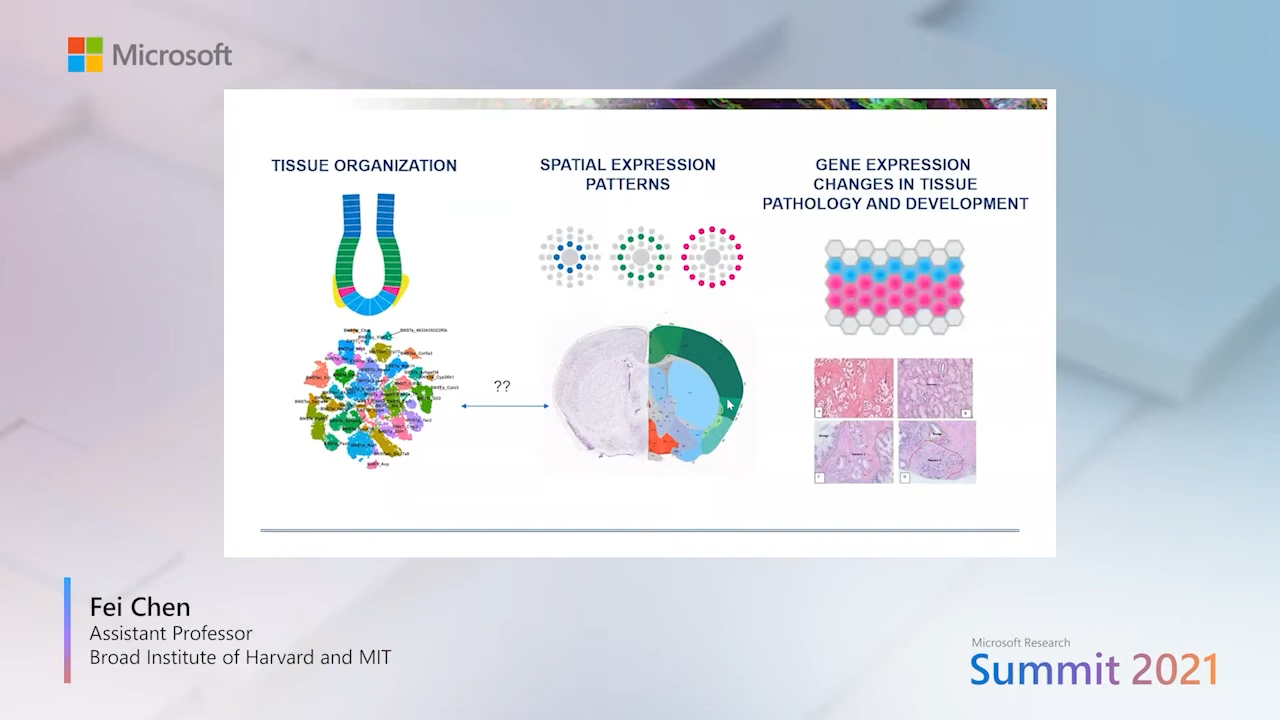 Microsoft
TISSUE ORGANIZATION
SPATIAL EXPRESSION
PATTERNS
GENE EXPRESSION
CHANGES IN TISSUE
PATHOLOGY AND DEVELOPMENT
??
Fei Chen
Assistant Professor
Broad Institute of Harvard and MIT
Microsoft Research
Summit 2021